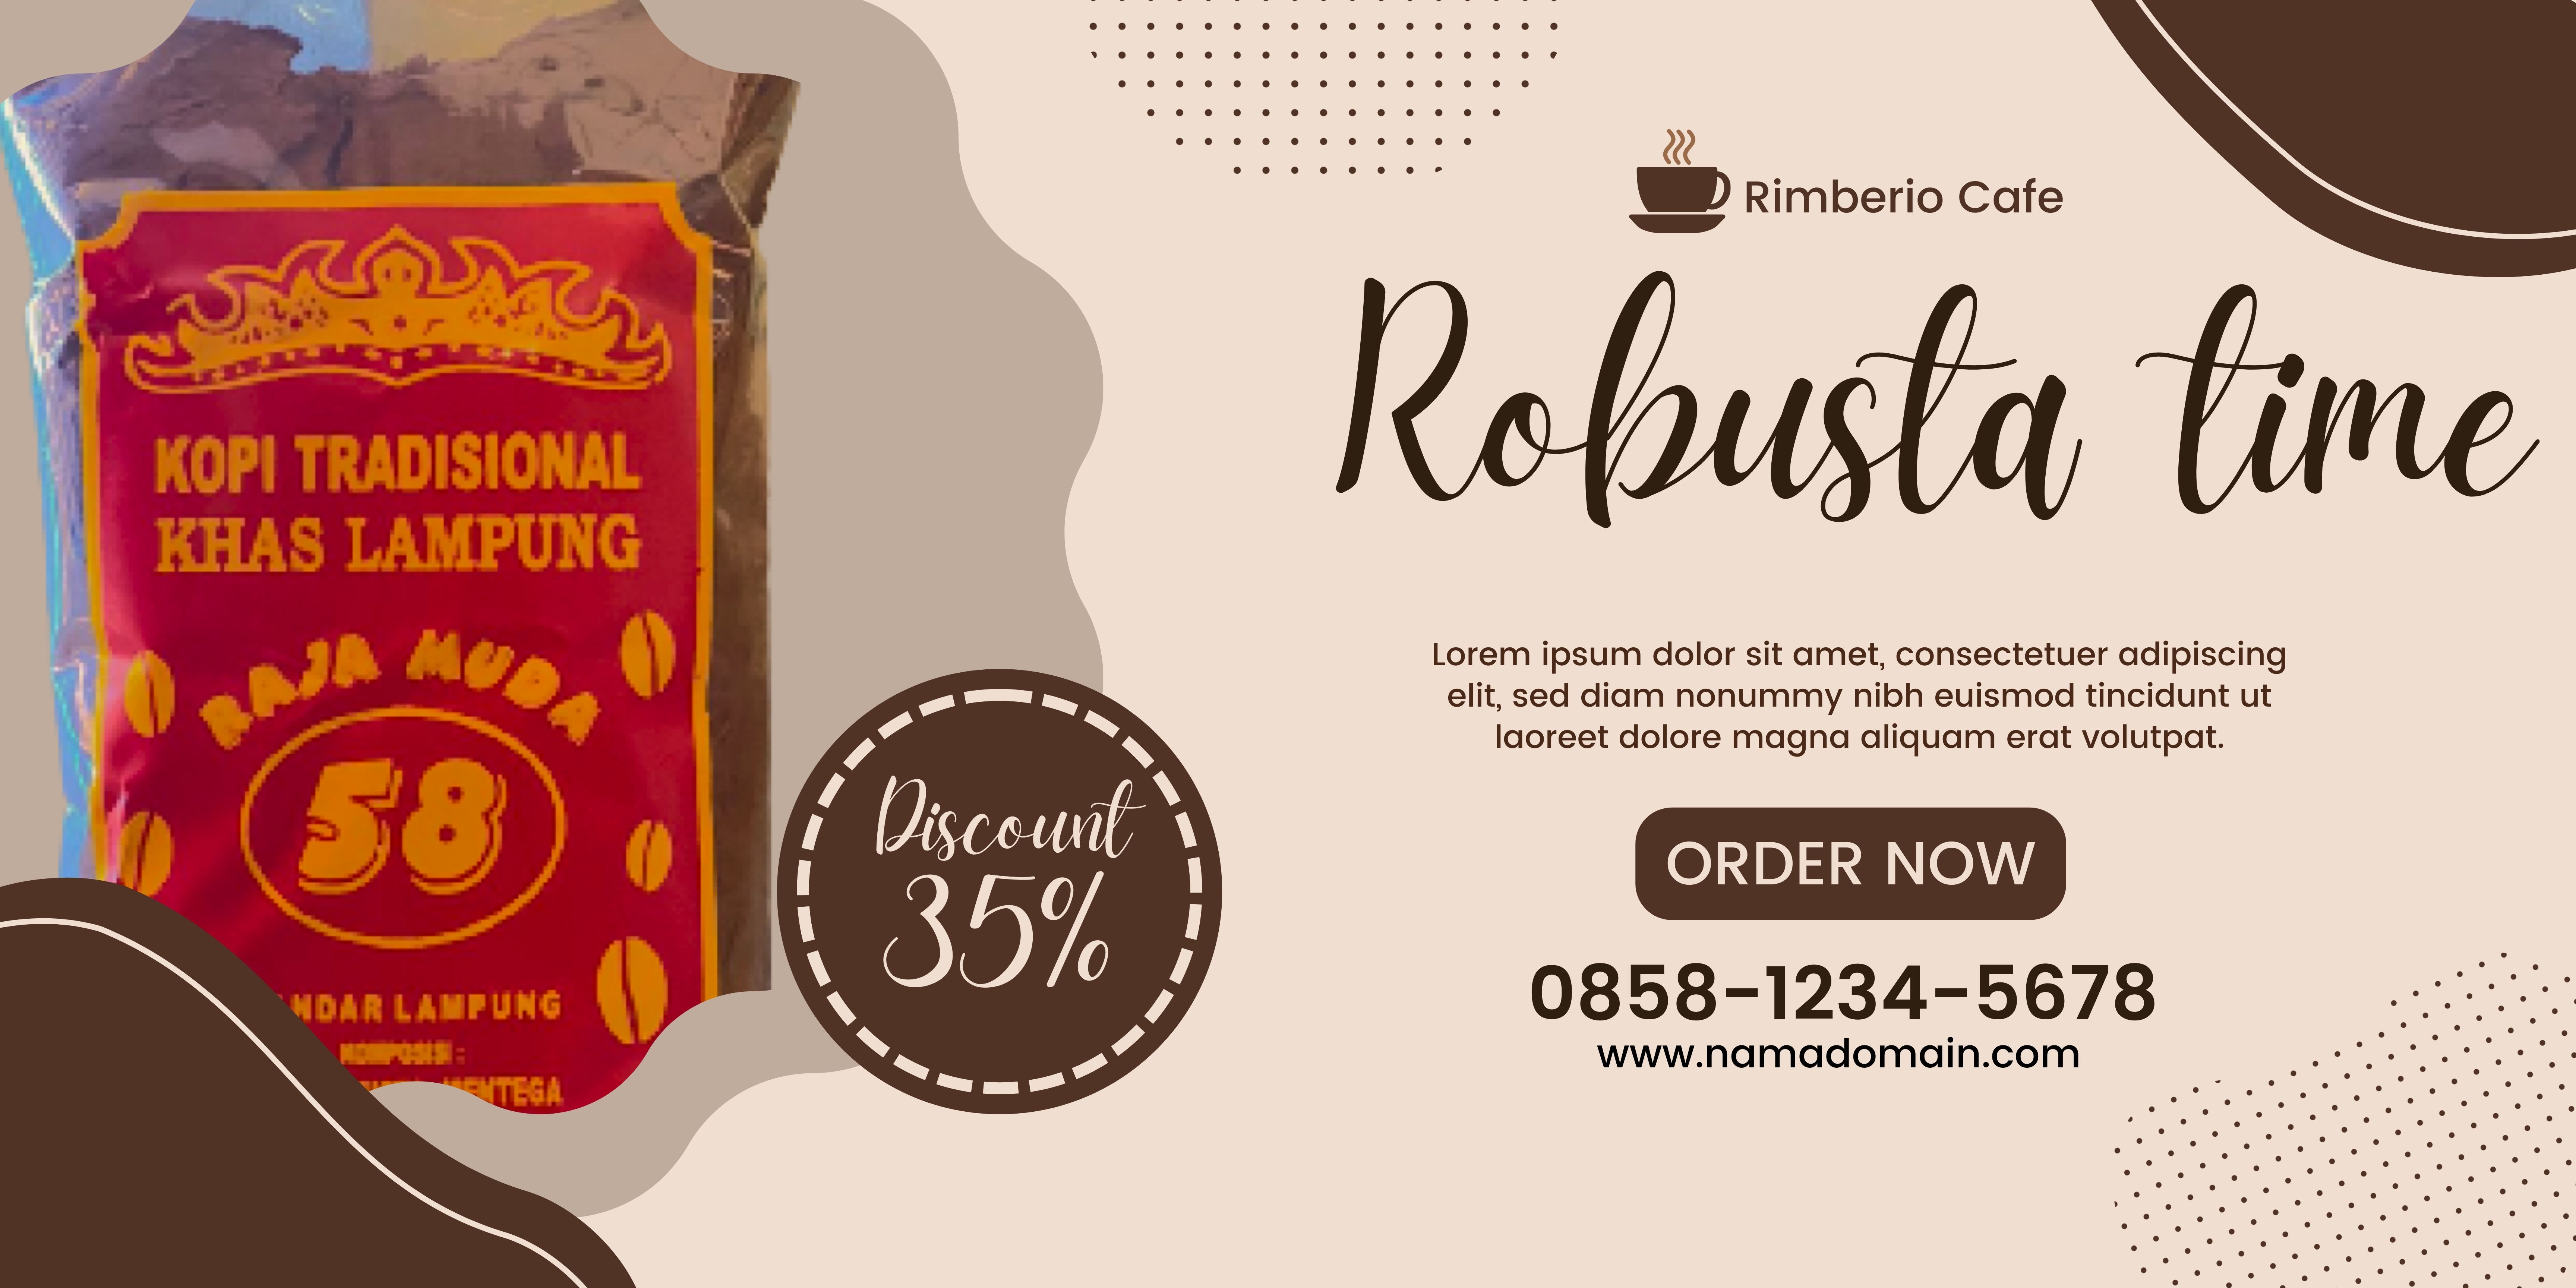 KOPI TRADISIONAL
KHAS LAMPUNG
RAJA MUDA
58
LAMPUNG
KOMPOSISI :
Discount
35%
Rimberio Cafe
Robusta time
Lorem ipsum dolor sit amet, consectetuer adipiscing
elit, sed diam nonummy nibh euismod tincidunt ut
laoreet dolore magna aliquam erat volutpat.
ORDER NOW
0858-1234-5678
www.namadomain.com